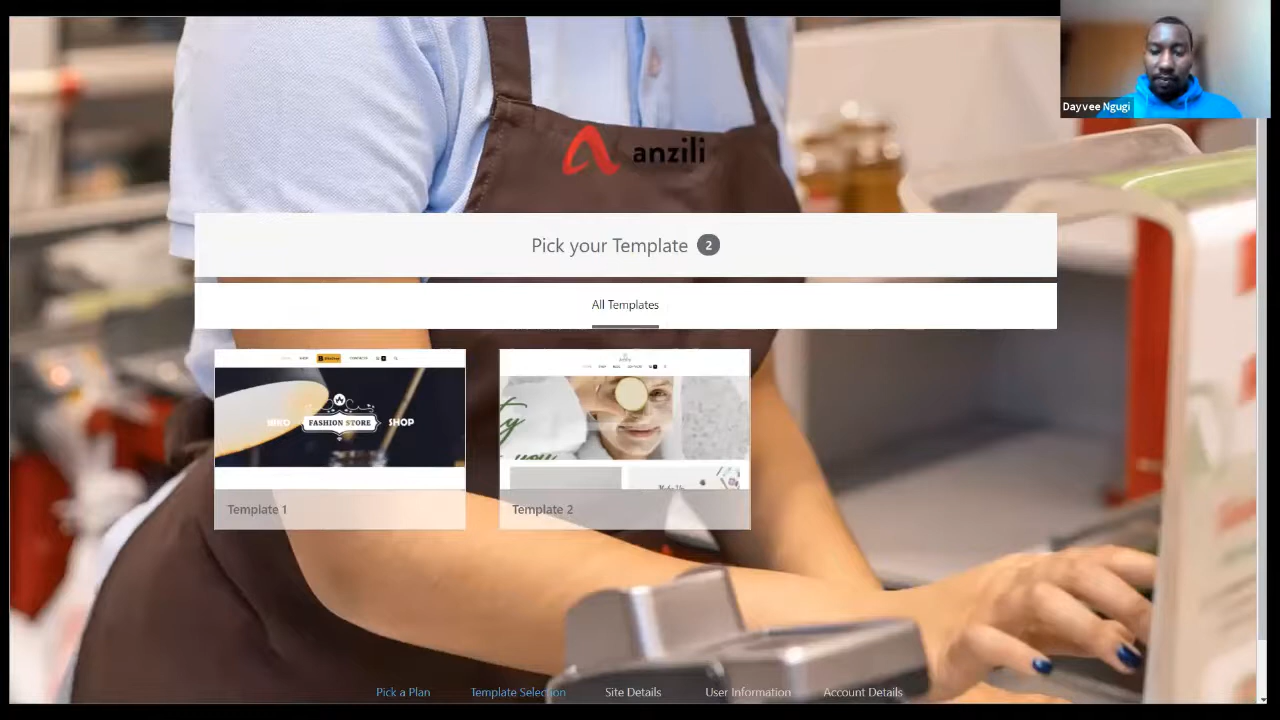 Dayvee Ngugi
anzili
Pick your Template 2
All Templates
SHOP
FASHION STORE
SHOP
Template 1
Template 2
Pick a Plan
Template Selection
Site Details
User Information
Account Details